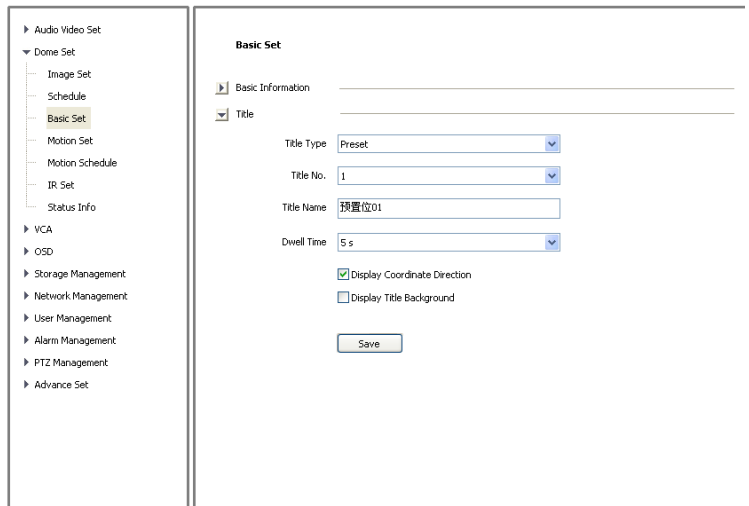 Audio Video Set
Dome Set
Image Set
Schedule
Basic Set
Motion Set
Motion Schedule
IR Set
Status Info
VCA
OSD
Storage Management
Network Management
User Management
Alarm Management
PTZ Management
Advance Set
Basic Set
Basic Information
Title
Title Type Preset
Title No. 1
Title Name 预置位01
Dwell Time 5 s
Display Coordinate Direction
Display Title Background
Save